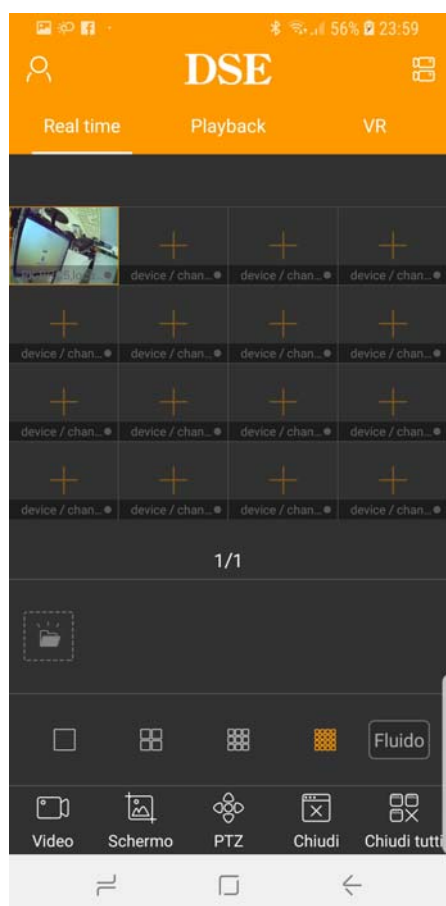 56% 23:59
DSE
Real time Playback VR
device / chan... device / chan... device / chan...
device / chan... device / chan... device / chan... device / chan...
device / chan... device / chan... device / chan... device / chan...
device / chan... device / chan... device / chan... device / chan...
1/1
Fluido
Video Schermo PTZ Chiudi Chiudi tutti